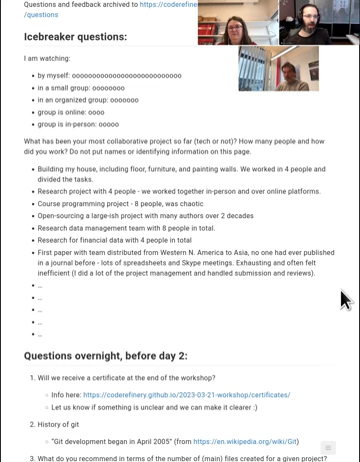 Questions and feedback archived to https://coderefine
/questions
Icebreaker questions:
I am watching:
• by myself: ooooooooooooooooooooooooooo
• in a small group: oooooooo
• in an organized group: ooooooo
• group is online: oooo
• group is in-person: ooooo
What has been your most collaborative project so far (tech or not)? How many people and how
did you work? Do not put names or identifying information on this page.
• Building my house, including floor, furniture, and painting walls. We worked in 4 people and
divided the tasks.
• Research project with 4 people - we worked together in-person and over online platforms.
• Course programming project - 8 people, was chaotic
• Open-sourcing a large-ish project with many authors over 2 decades
• Research data management team with 8 people in total.
• Research for financial data with 4 people in total
• First paper with team distributed from Western N. America to Asia, no one had ever published
in a journal before - lots of spreadsheets and Skype meetings. Exhausting and often felt
inefficient (I did a lot of the project management and handled submission and reviews).
• ...
• ..
• ..
• ..
• ...
Questions overnight, before day 2:
1. Will we receive a certificate at the end of the workshop?
○ Info here: https://coderefinery.github.io/2023-03-21-workshop/certificates/
○ Let us know if something is unclear and we can make it clearer :)
2. History of git
○ "Git development began in April 2005" (from https://en.wikipedia.org/wiki/Git)
3. What do you recommend in terms of the number of (main) files created for a given project?